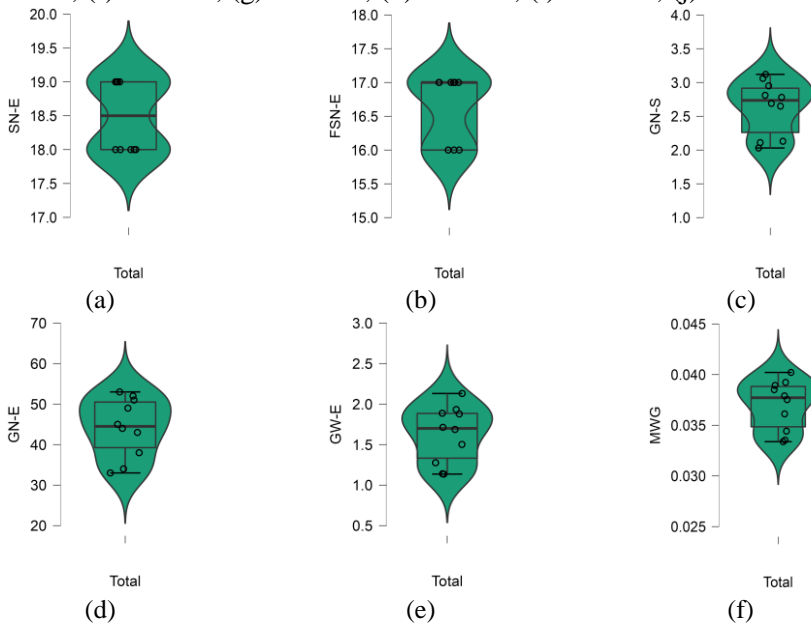 (g) (j)
20.0 19.5 19.0 18.5 18.0 17.5 17.0
SN-E
Total
(a)
18.0 17.5 17.0 16.5 16.0 15.5 15.0
FSN-E
Total
(b)
4.0 3.5 3.0 2.5 2.0 1.5 1.0
GN-S
Total
(c)
70 60 50 40 30 20
GN-E
Total
(d)
3.0 2.5 2.0 1.5 1.0 0.5
GW-E
Total
(e)
0.045 0.040 0.035 0.030 0.025
MWG
Total
(f)